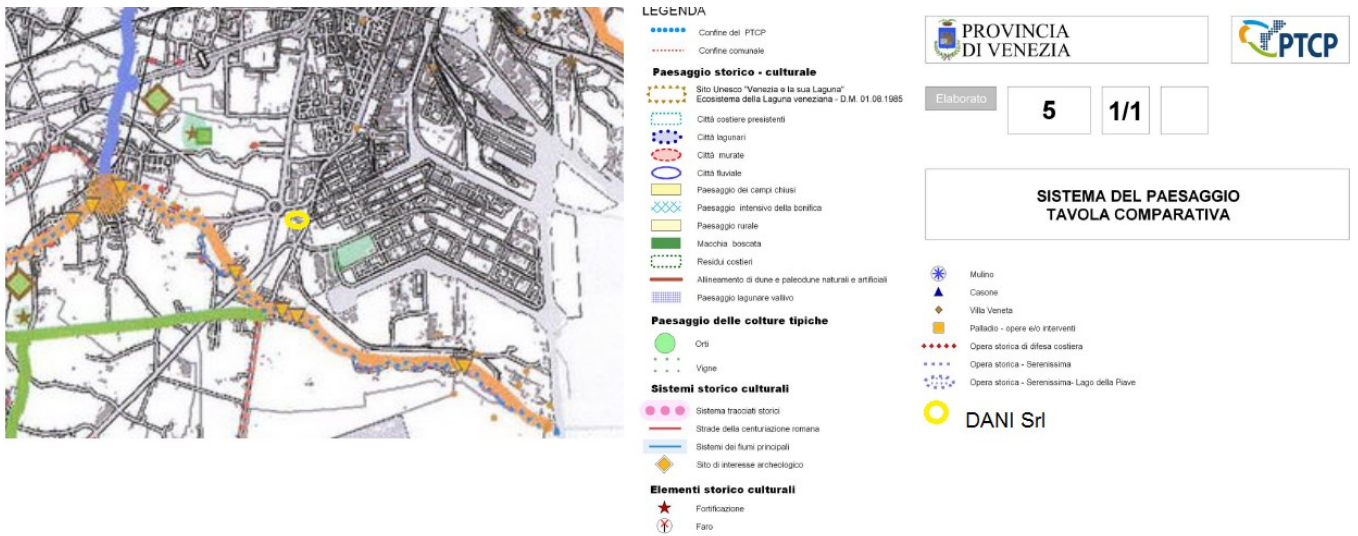 LEGENDA
Confine del PTCP
Confine comunale
Paesaggio storico - culturale
Sito Unesco "Venezia e la sua Laguna"
Ecosistema della Laguna veneziana - D.M. 01.08.1985
Città costiere presistenti
Città lagunari
Città murate
Città fluviale
Paesaggio dei campi chiusi
Paesaggio intensivo della bonifica
Paesaggio rurale
Macchia boscata
Residui costieri
Allineamento di dune e paleodune naturali e artificiali
Paesaggio lagunare vallivo
Paesaggio delle colture tipiche
Orti
Vigne
Sistemi storico culturali
Sistema tracciati storici
Strade della centuriazione romana
Sistemi dei fiumi principali
Sito di interesse archeologico
Elementi storico culturali
Fortificazione
Faro
PROVINCIA
DI VENEZIA
PTCP
Elaborato
5
1/1
SISTEMA DEL PAESAGGIO
TAVOLA COMPARATIVA
Mulino
Casone
Villa Veneta
Palladio - opere e/o interventi
Opera storica di difesa costiera
Opera storica - Serenissima
Opera storica - Serenissima- Lago della Piave
DANI Srl